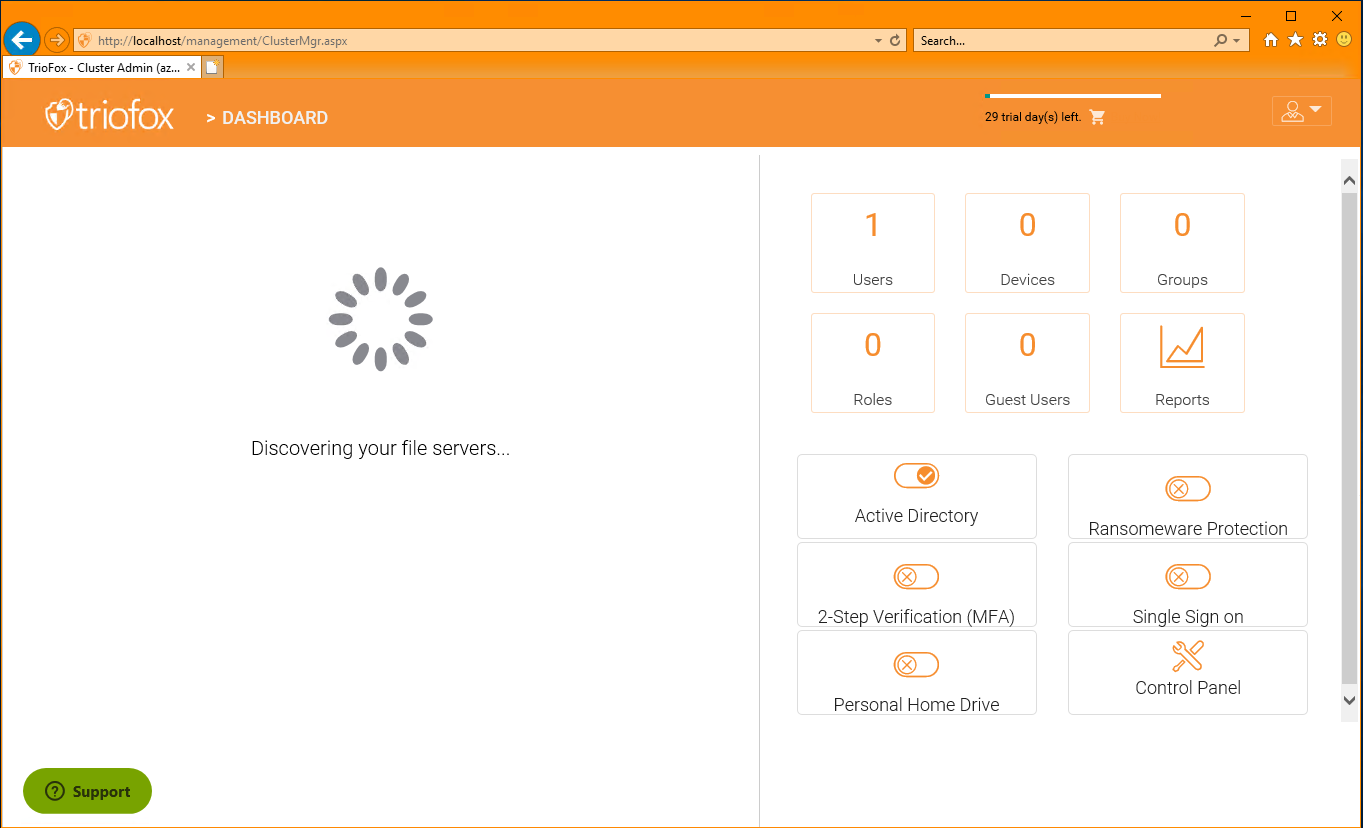 http://localhost/management/ClusterMgr.aspx
Search...
TrioFox - Cluster Admin (az...
triofox
> DASHBOARD
29 trial day(s) left.
Discovering your file servers...
1
Users
0
Devices
0
Groups
0
Roles
0
Guest Users
Reports
Active Directory
Ransomeware Protection
2-Step Verification (MFA)
Single Sign on
Personal Home Drive
Control Panel
? Support